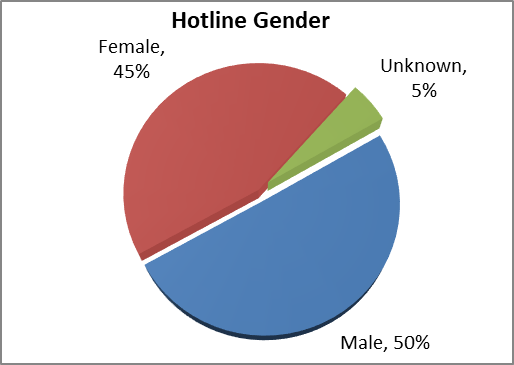 Hotline Gender
Female,
45%
Unknown,
5%
Male, 50%